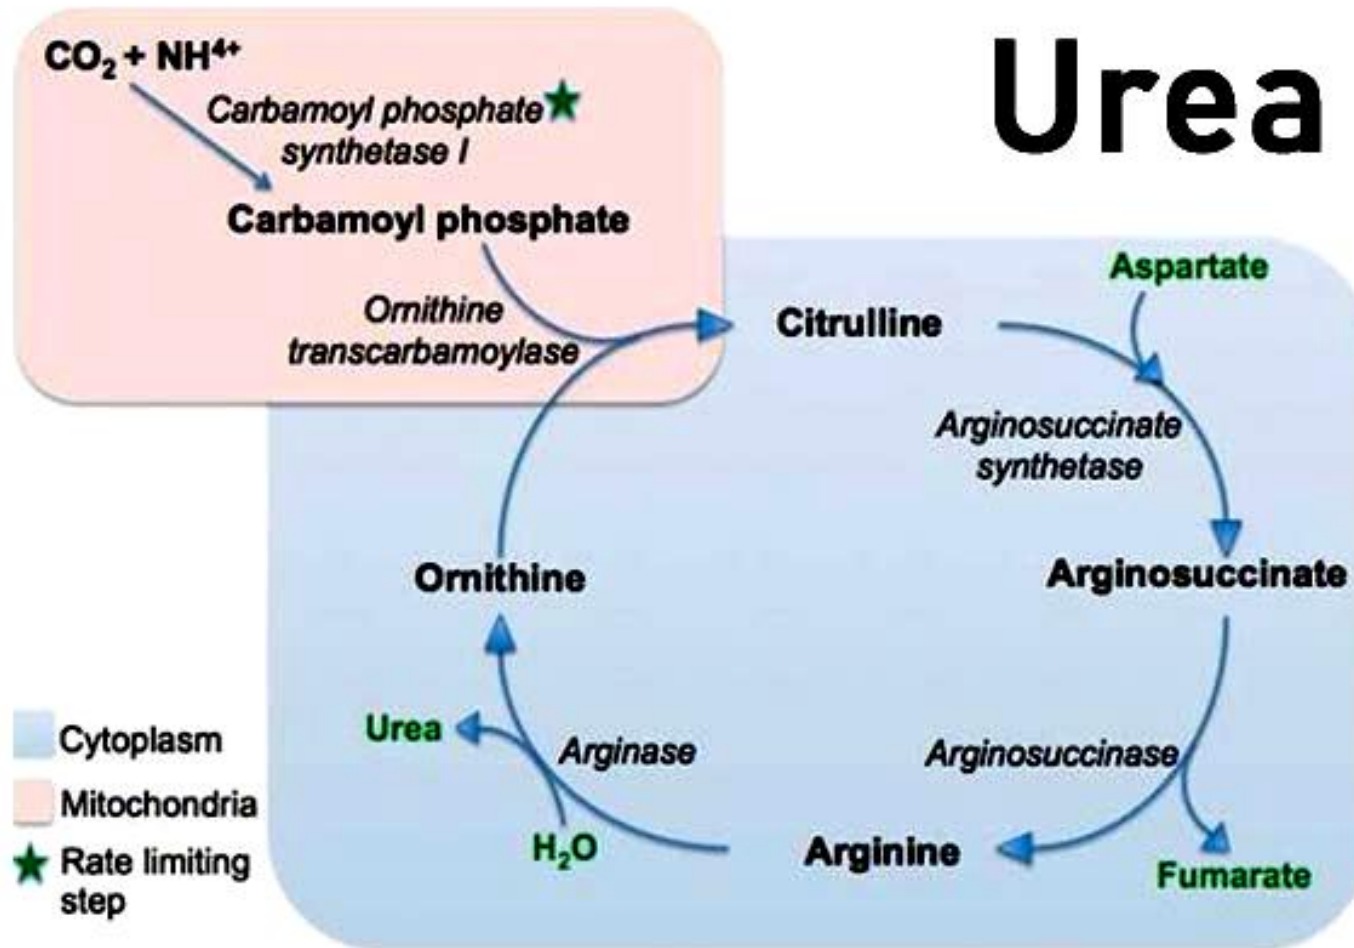 Urea
CO₂ + NH⁴⁺
Carbamoyl phosphate
synthetase I
Carbamoyl phosphate
Ornithine
transcarbamoylase
Citrulline
Aspartate
Arginosuccinate
synthetase
Arginosuccinate
Arginosuccinase
Fumarate
Arginine
Arginase
H₂O
Urea
Ornithine
Cytoplasm
Mitochondria
Rate limiting
step